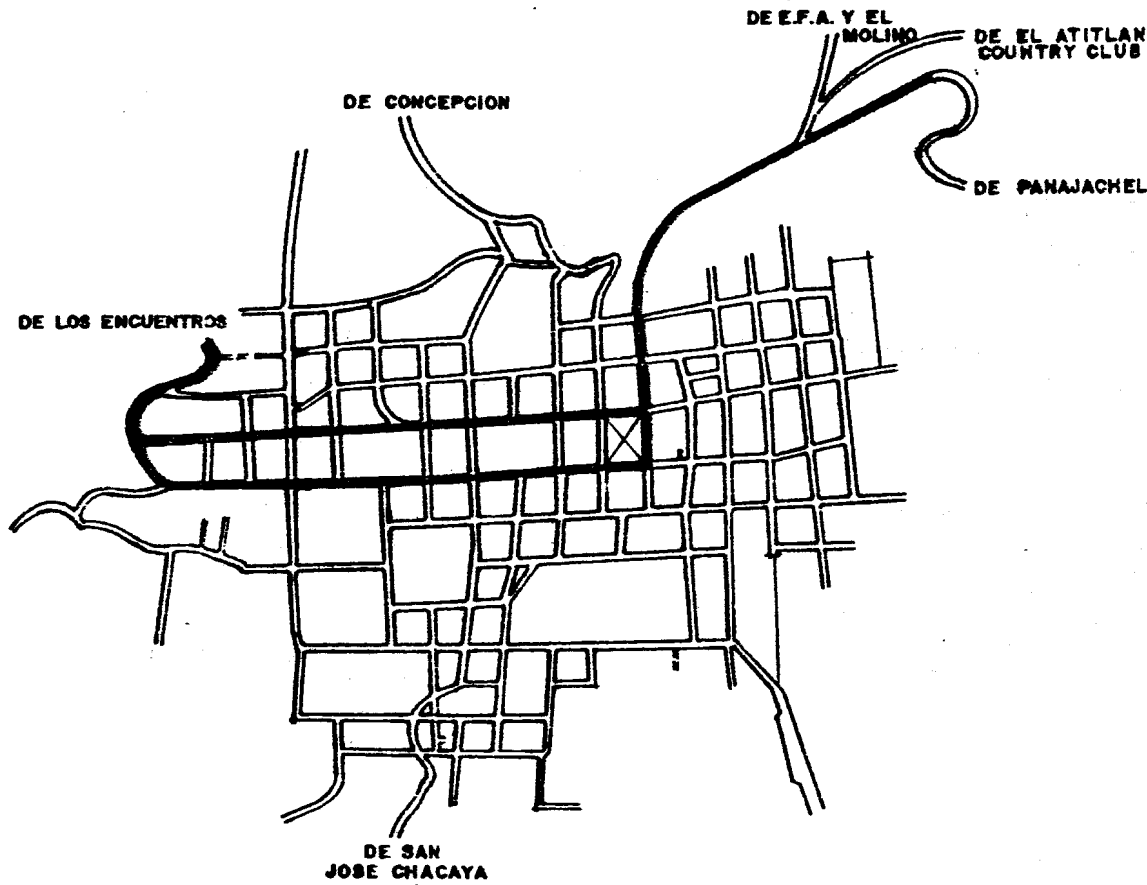 DE E.F.A. Y EL
MOLINO
DE EL ATITLAN
COUNTRY CLUB
DE CONCEPCION
DE PANAJACHEL
DE LOS ENCUENTROS
DE SAN
JOSE CHACAYA